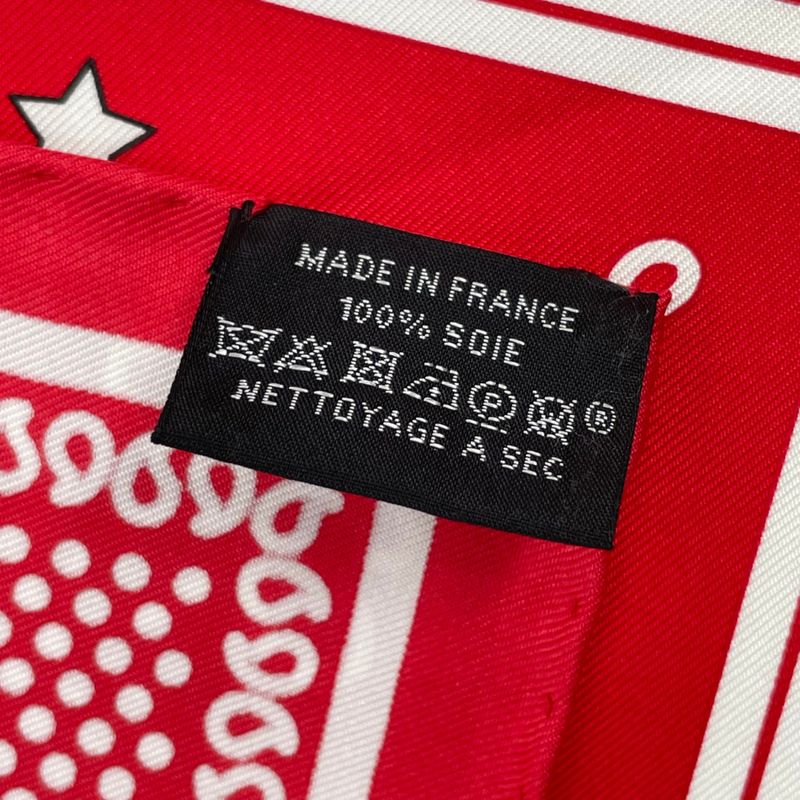 MADE IN FRANCE
100% SOIE
P W ®
NETTOYAGE A SEC